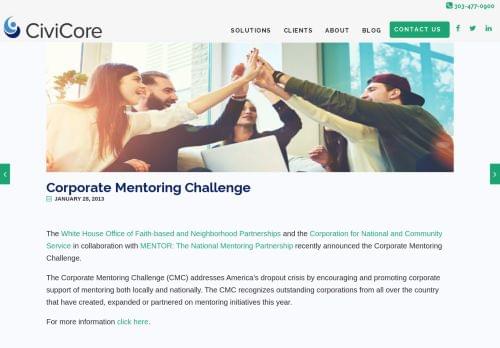 303-477-0900
CiviCore
SOLUTIONS CLIENTS ABOUT BLOG CONTACT US
Corporate Mentoring Challenge
JANUARY 28, 2013
The White House Office of Faith-based and Neighborhood Partnerships and the Corporation for National and Community
Service in collaboration with MENTOR: The National Mentoring Partnership recently announced the Corporate Mentoring
Challenge.
The Corporate Mentoring Challenge (CMC) addresses America's dropout crisis by encouraging and promoting corporate
support of mentoring both locally and nationally. The CMC recognizes outstanding corporations from all over the country
that have created, expanded or partnered on mentoring initiatives this year.
For more information click here.